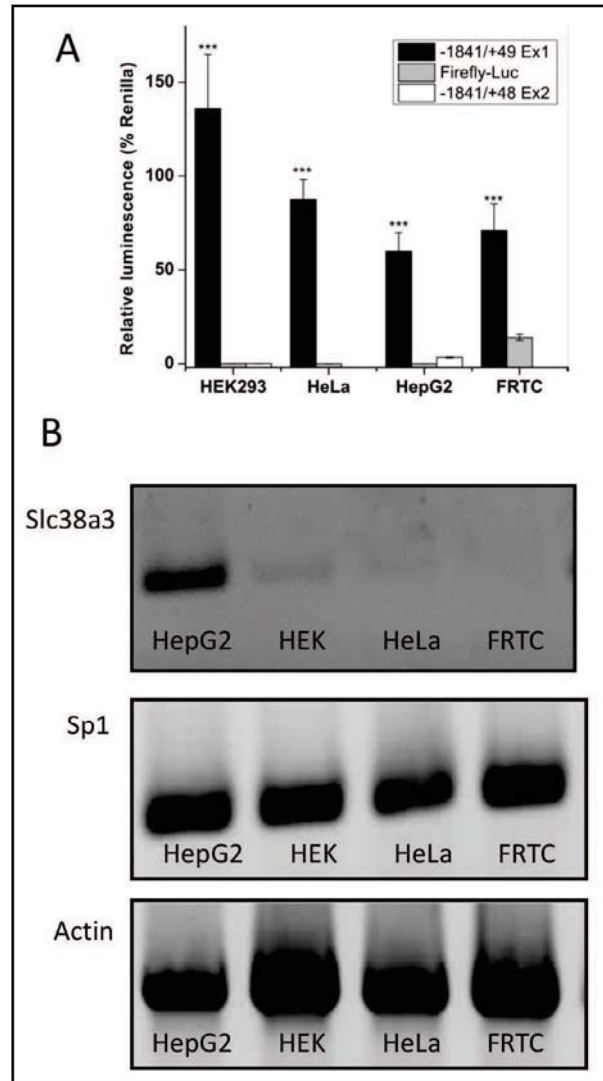 A
Relative luminescence (% Renilla)
150
100
50
0
***
***
***
***
-1841/+49 Ex1
Firefly-Luc
-1841/+48 Ex2
HEK293 HeLa HepG2 FRTC
B
Slc38a3
HepG2 HEK HeLa FRTC
Sp1
HepG2 HEK HeLa FRTC
Actin
HepG2 HEK HeLa FRTC